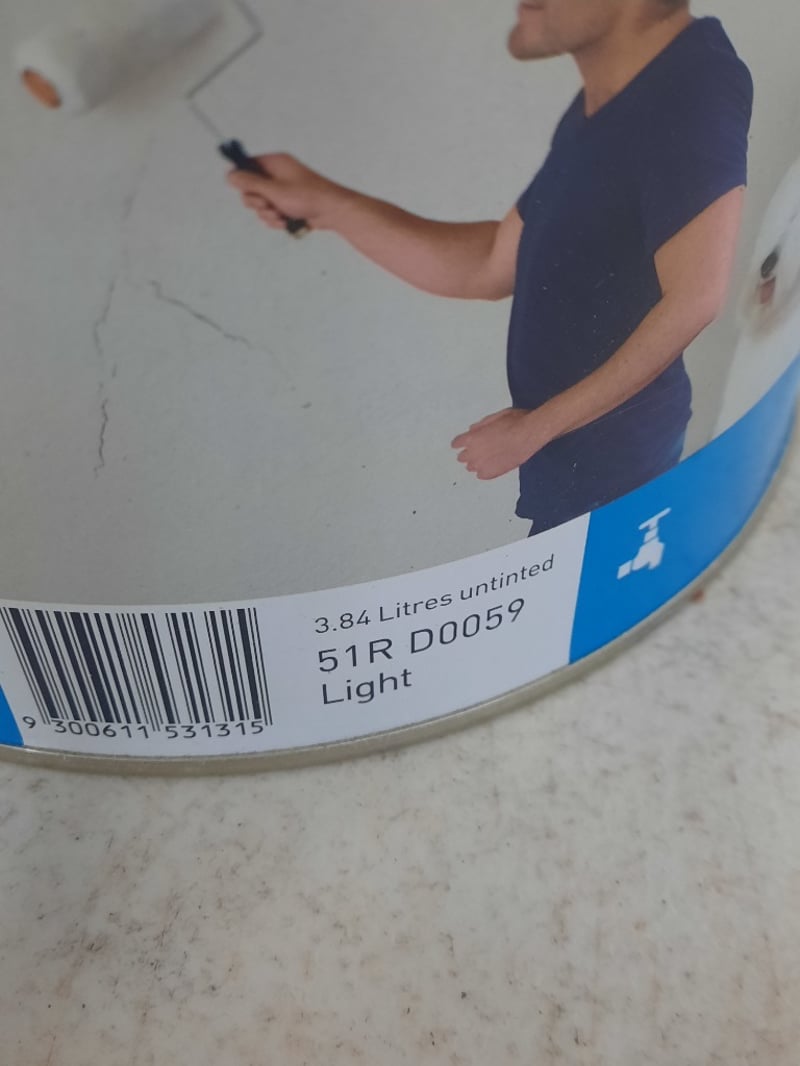 3.84 Litres untinted
51R D0059
Light
9 300611 531315